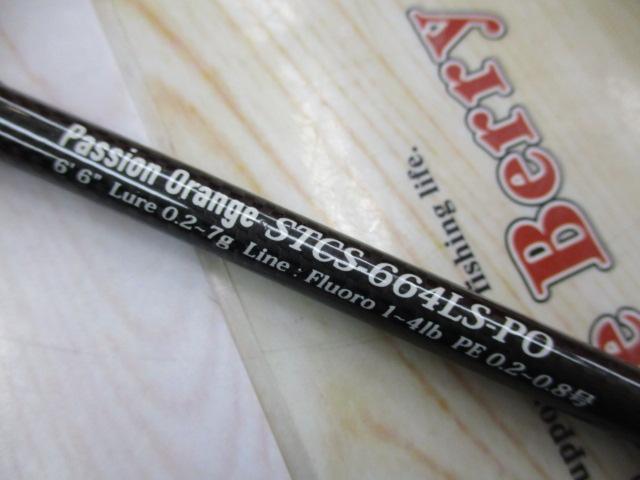 Passion Orange STCS-664LS-PO
6'6" Lure 0.2~7g Line : Fluoro 1~4lb PE 0.2~0.8号
Berry
fishing life.